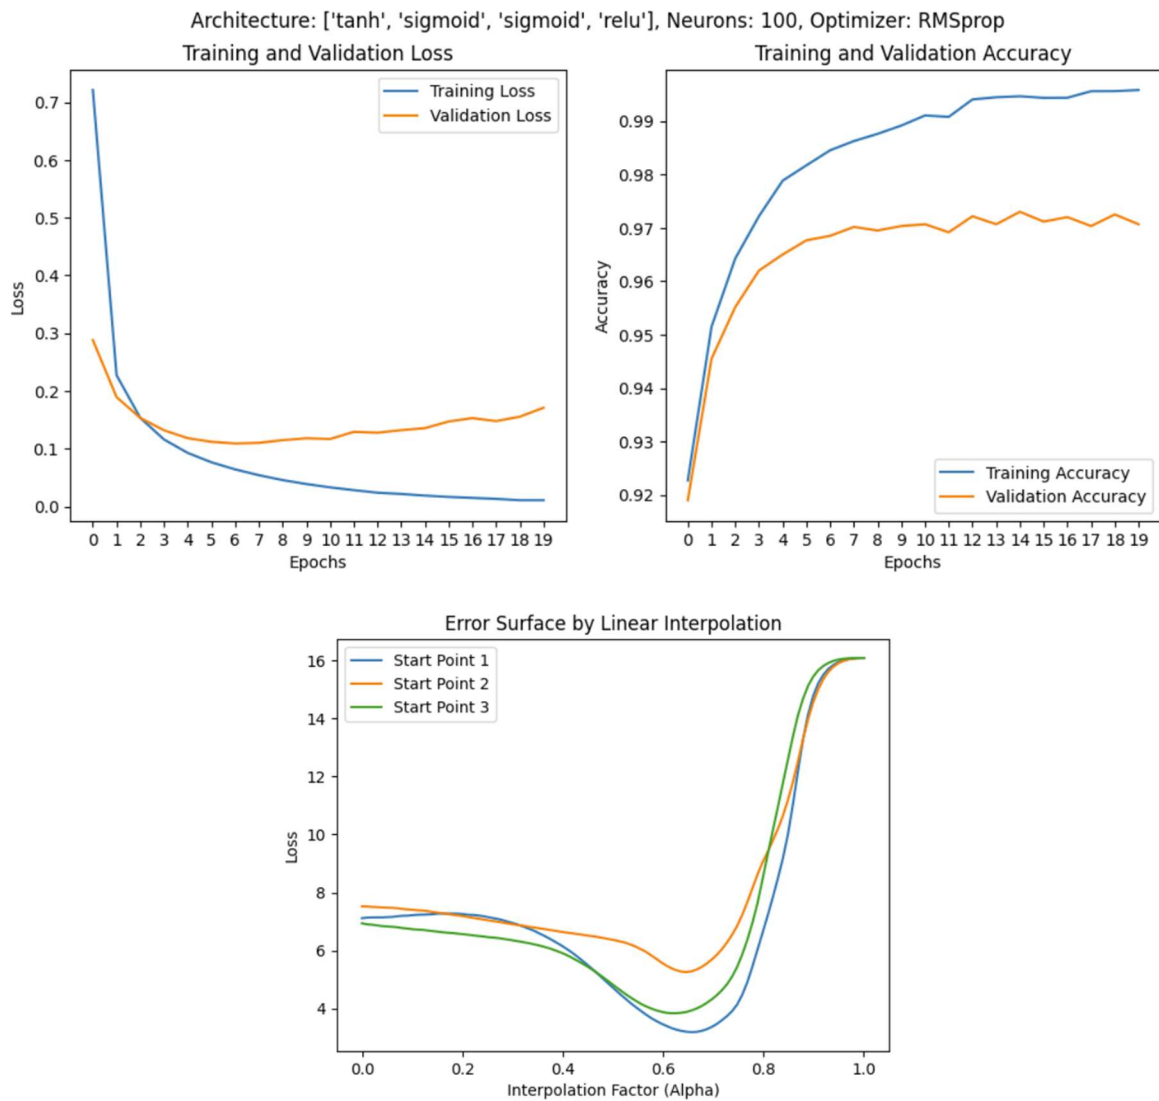 Architecture: ['tanh', 'sigmoid', 'sigmoid', 'relu'], Neurons: 100, Optimizer: RMSprop
Training and Validation Loss
Training Loss
Validation Loss
0.7
0.6
0.5
0.4
0.3
0.2
0.1
0.0
Loss
0 1 2 3 4 5 6 7 8 9 10 11 12 13 14 15 16 17 18 19
Epochs
Training and Validation Accuracy
0.99
0.98
0.97
0.96
0.95
0.94
0.93
0.92
Accuracy
Training Accuracy
Validation Accuracy
0 1 2 3 4 5 6 7 8 9 10 11 12 13 14 15 16 17 18 19
Epochs
Error Surface by Linear Interpolation
Start Point 1
Start Point 2
Start Point 3
16
14
12
10
8
6
4
Loss
0.0 0.2 0.4 0.6 0.8 1.0
Interpolation Factor (Alpha)